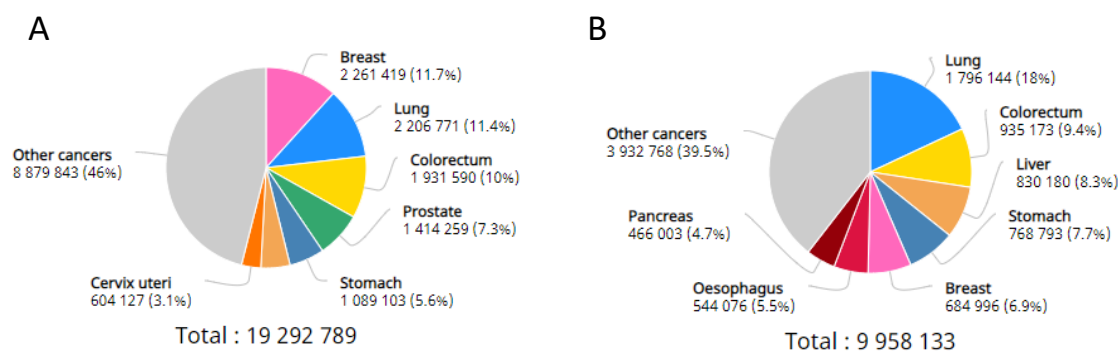 A
Breast
2 261 419 (11.7%)
Lung
2 206 771 (11.4%)
Colorectum
1 931 590 (10%)
Prostate
1 414 259 (7.3%)
Stomach
1 089 103 (5.6%)
Cervix uteri
604 127 (3.1%)
Other cancers
8 879 843 (46%)
Total : 19 292 789
B
Lung
1 796 144 (18%)
Colorectum
935 173 (9.4%)
Liver
830 180 (8.3%)
Stomach
768 793 (7.7%)
Breast
684 996 (6.9%)
Oesophagus
544 076 (5.5%)
Pancreas
466 003 (4.7%)
Other cancers
3 932 768 (39.5%)
Total : 9 958 133